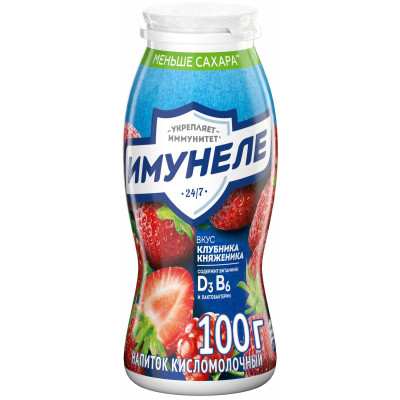 МЕНЬШЕ САХАРА*
УКРЕПЛЯЕТ
ИММУНИТЕТ*
ИМУНЕЛЕ
24/7
ВКУС
КЛУБНИКА
КНЯЖЕНИКА
СОДЕРЖИТ ВИТАМИНЫ
D3 B6
И ЛАКТОБАКТЕРИИ
100 г
НАПИТОК КИСЛОМОЛОЧНЫЙ